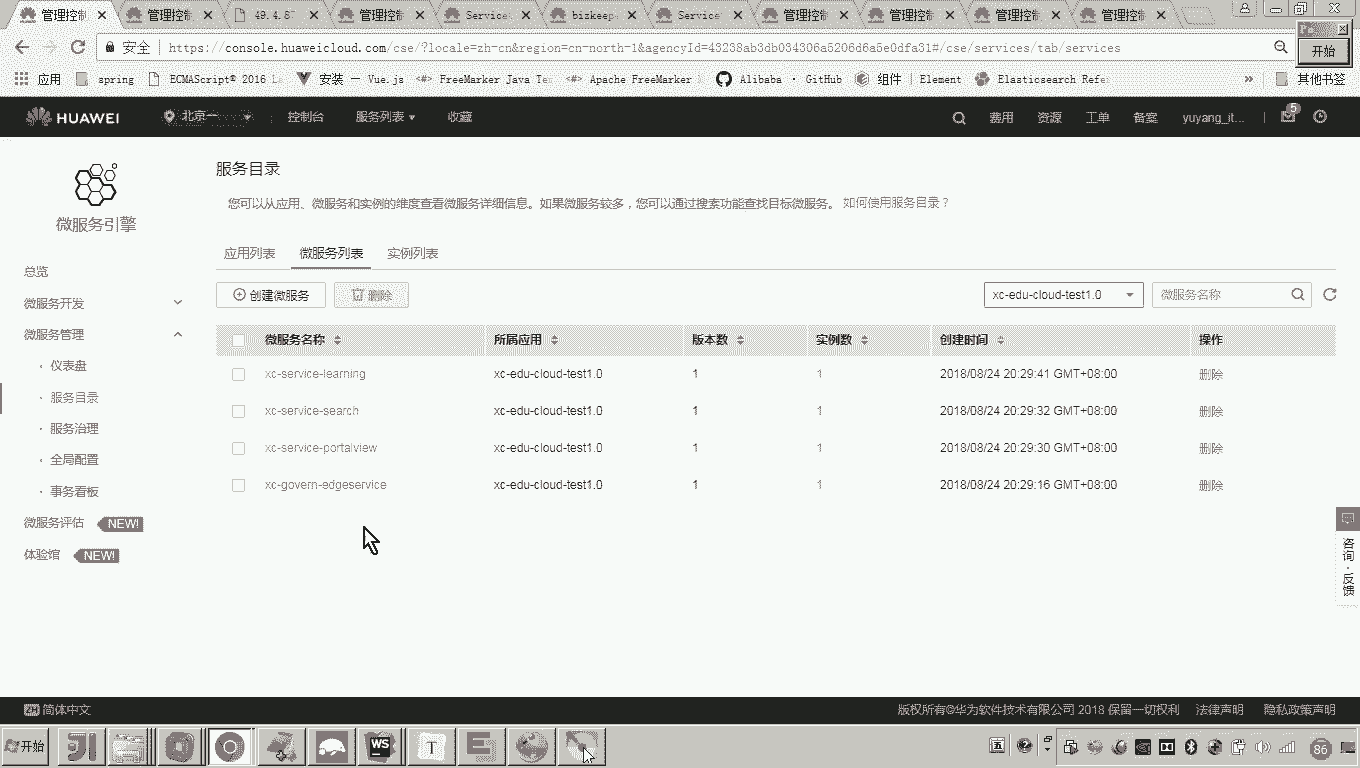 管理控制 管理控制 49.4.87 管理控制 Service bizkeep Service 管理控制 管理控制 管理控制 管理控制
安全 https://console.huaweicloud.com/cse/?locale=zh-cn&region=cn-north-1&agencyId=43238ab3db034306a5206d6a5e0dfa31#/cse/services/tab/services
开始
应用 spring ECMAScript® 2016 La 安装 — Vue.js FreeMarker Java Te Apache FreeMarker Alibaba · GitHub 组件 | Element Elasticsearch Refe » 其他书签
HUAWEI 北京一 控制台 服务列表 收藏 费用 资源 工单 备案 yuyang_it... 5
服务目录
微服务引擎
您可以从应用、微服务和实例的维度查看微服务详细信息。如果微服务较多，您可以通过搜索功能查找目标微服务。 如何使用服务目录？
应用列表 微服务列表 实例列表
总览
微服务开发
微服务管理
· 仪表盘
· 服务目录
· 服务治理
· 全局配置
· 事务看板
微服务评估 NEW!
体验馆 NEW!
创建微服务 删除 xc-edu-cloud-test1.0 微服务名称
微服务名称 所属应用 版本数 实例数 创建时间 操作
xc-service-learning xc-edu-cloud-test1.0 1 1 2018/08/24 20:29:41 GMT+08:00 删除
xc-service-search xc-edu-cloud-test1.0 1 1 2018/08/24 20:29:32 GMT+08:00 删除
xc-service-portalview xc-edu-cloud-test1.0 1 1 2018/08/24 20:29:30 GMT+08:00 删除
xc-govern-edgeservice xc-edu-cloud-test1.0 1 1 2018/08/24 20:29:16 GMT+08:00 删除
咨询·反馈
简体中文 版权所有©华为软件技术有限公司 2018 保留一切权利 法律声明 隐私政策声明
开始 WS T 86